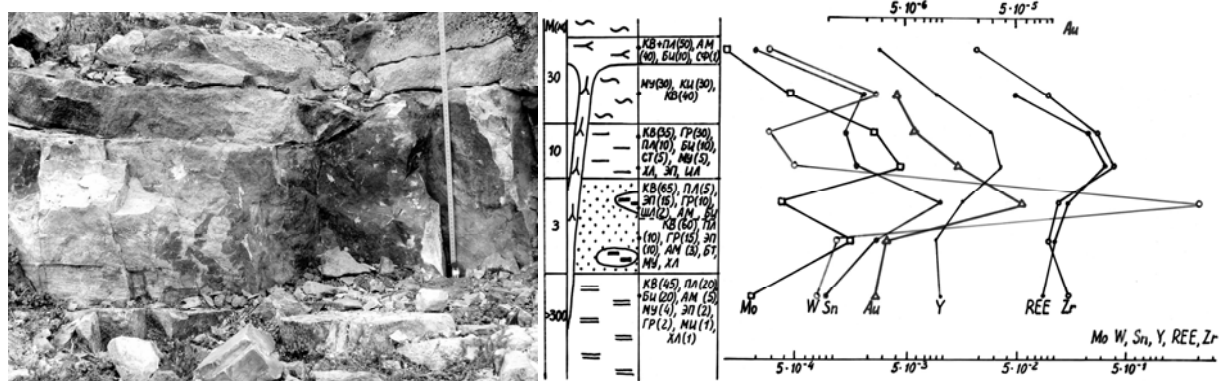 5·10-6
5·10-5
Au
М(м)
КВ+ПЛ(50), АМ
(40), БИ(10), СФ(1)
30
МУ(30), КИ(30),
КВ(40)
10
КВ(35), ГР(30),
ПЛ(10), БИ(10),
СТ(5), МУ(5),
ХЛ, ЭП, ИЛ
3
КВ(65), ПЛ(5),
ЭП(15), ГР(10),
ШЛ(2), АМ, БИ
КВ(60), ПЛ
(10), ГР(15), ЭП
(10), АМ(3), БТ,
МУ, ХЛ
>300
КВ(45), ПЛ(20)
БИ(20), АМ(5),
МУ(4), ЭП(2),
ГР(2), МИ(1),
ХЛ(1)
Mo
W
Sn
Au
Y
REE
Zr
Mo W, Sn, Y, REE, Zr
5·10-4
5·10-3
5·10-2
5·10-1